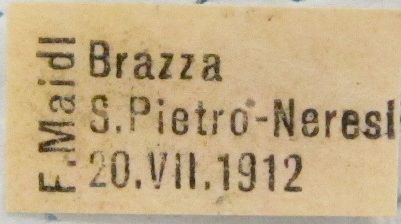 F.Maidl
Brazza
S.Pietro-Neresi
20.VII.1912